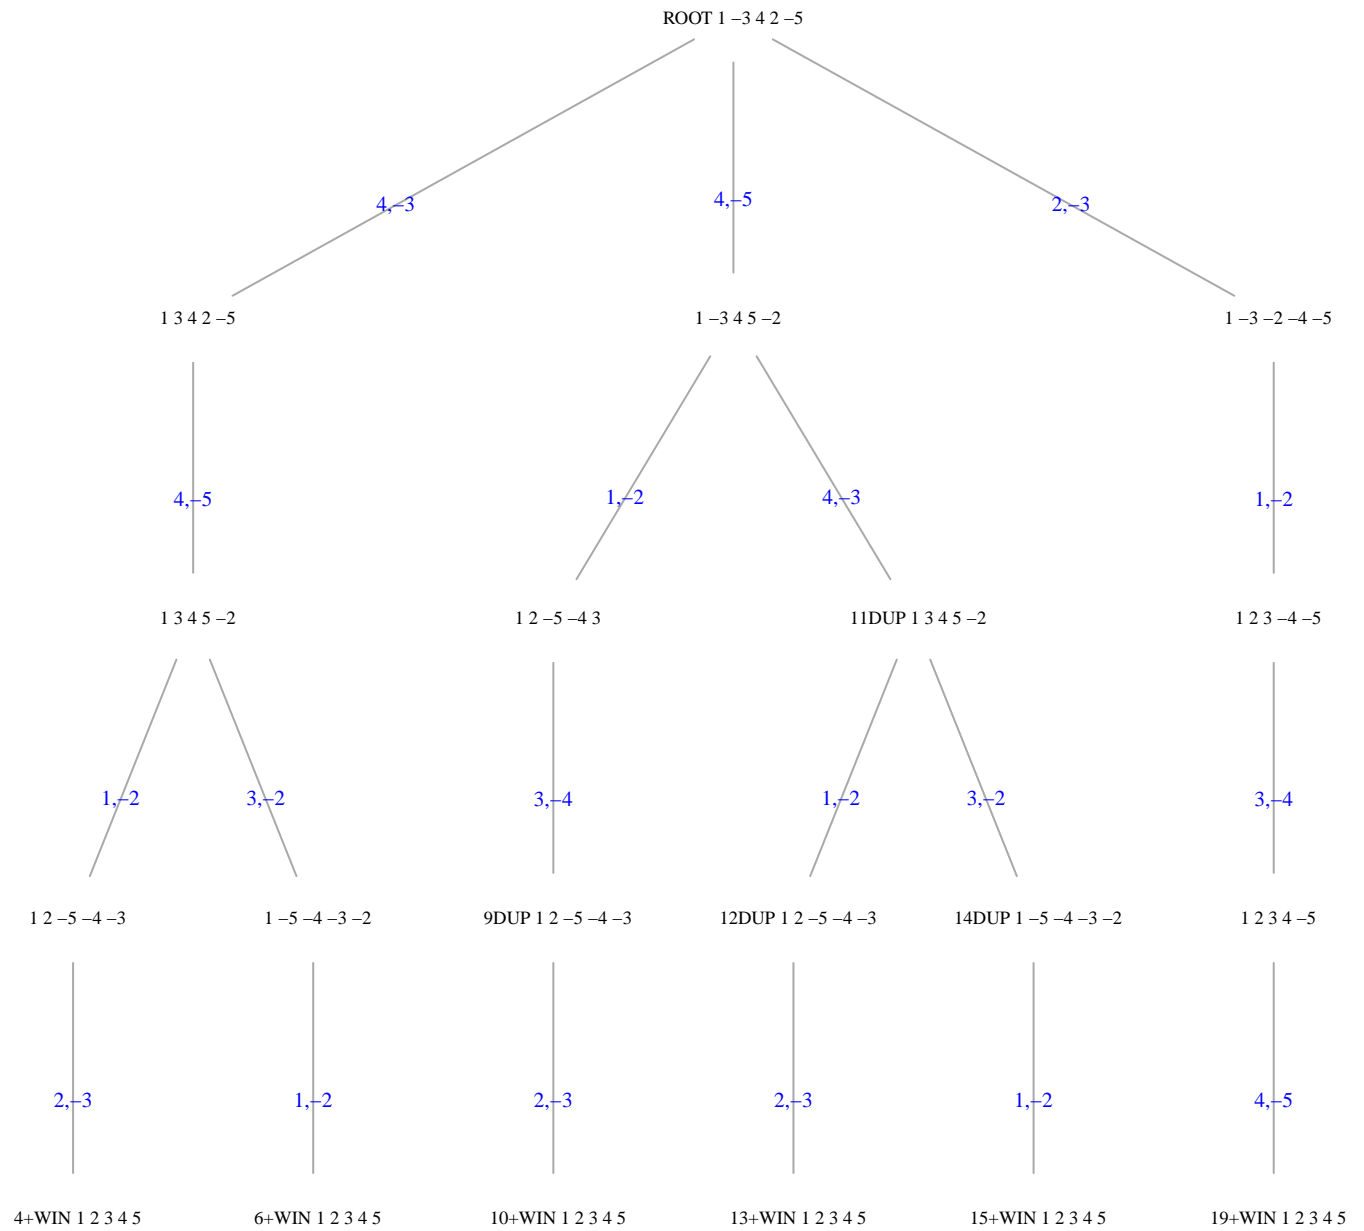 ROOT 1 –3 4 2 –5
4,–3
4,–5
2,–3
1 3 4 2 –5
1 –3 4 5 –2
1 –3 –2 –4 –5
4,–5
1,–2
4,–3
1,–2
1 3 4 5 –2
1 2 –5 –4 3
11DUP 1 3 4 5 –2
1 2 3 –4 –5
1,–2
3,–2
3,–4
1,–2
3,–2
3,–4
1 2 –5 –4 –3
1 –5 –4 –3 –2
9DUP 1 2 –5 –4 –3
12DUP 1 2 –5 –4 –3
14DUP 1 –5 –4 –3 –2
1 2 3 4 –5
2,–3
1,–2
2,–3
2,–3
1,–2
4,–5
4+WIN 1 2 3 4 5
6+WIN 1 2 3 4 5
10+WIN 1 2 3 4 5
13+WIN 1 2 3 4 5
15+WIN 1 2 3 4 5
19+WIN 1 2 3 4 5